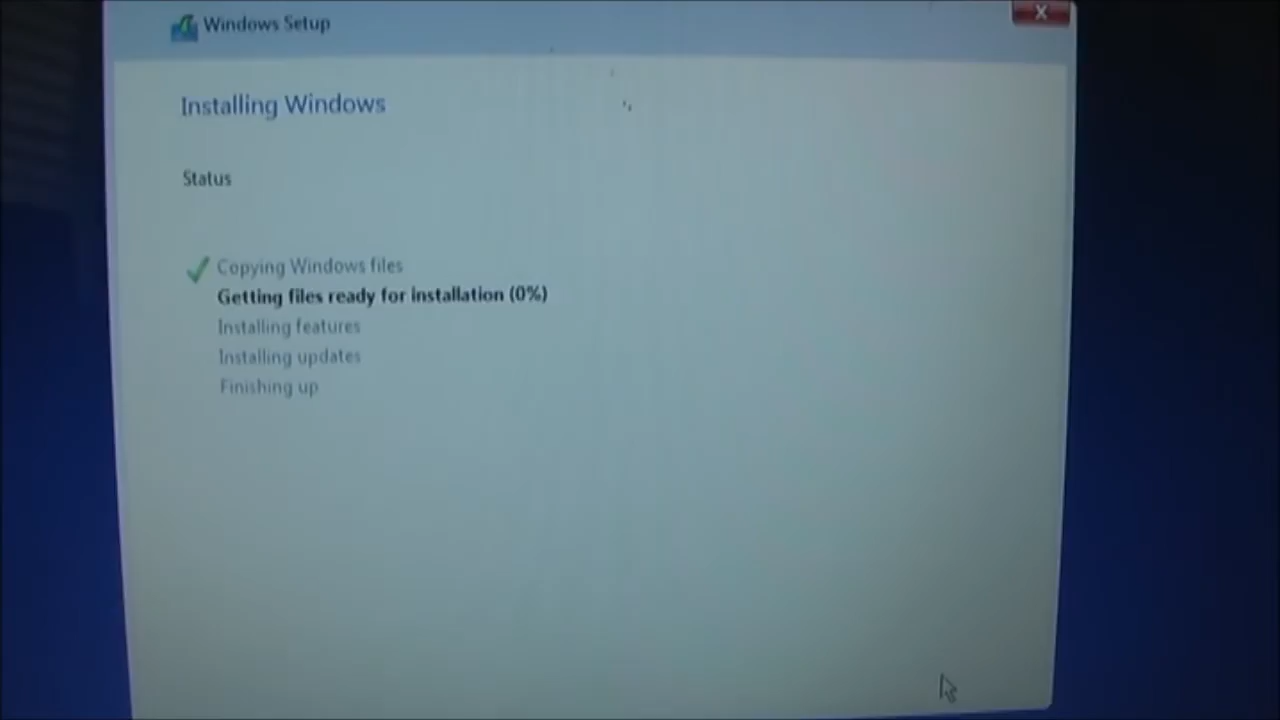 Windows Setup
Installing Windows
Status
Copying Windows files
Getting files ready for installation (0%)
Installing features
Installing updates
Finishing up